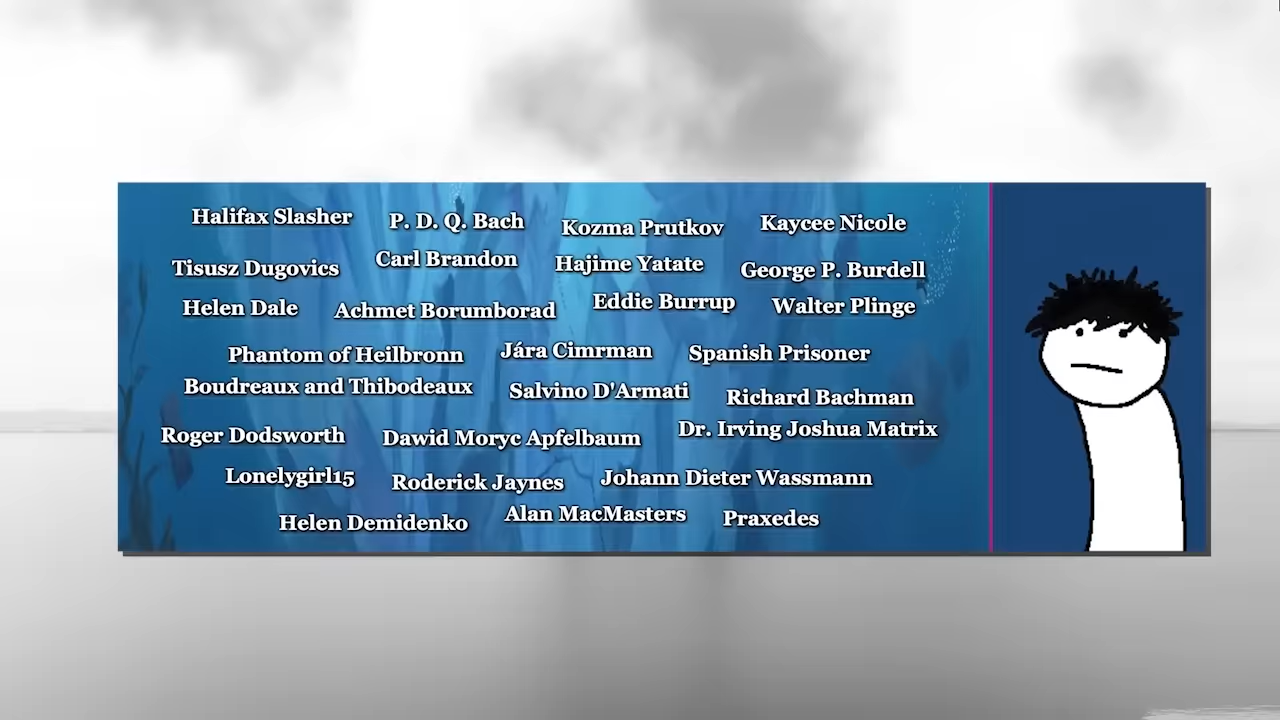 Halifax Slasher P. D. Q. Bach Kozma Prutkov Kaycee Nicole
Tisusz Dugovics Carl Brandon Hajime Yatate George P. Burdell
Helen Dale Achmet Borumborad Eddie Burrup Walter Plinge
Phantom of Heilbronn Jára Cimrman Spanish Prisoner
Boudreaux and Thibodeaux Salvino D'Armati Richard Bachman
Roger Dodsworth Dawid Moryc Apfelbaum Dr. Irving Joshua Matrix
Lonelygirl15 Roderick Jaynes Johann Dieter Wassmann
Helen Demidenko Alan MacMasters Praxedes